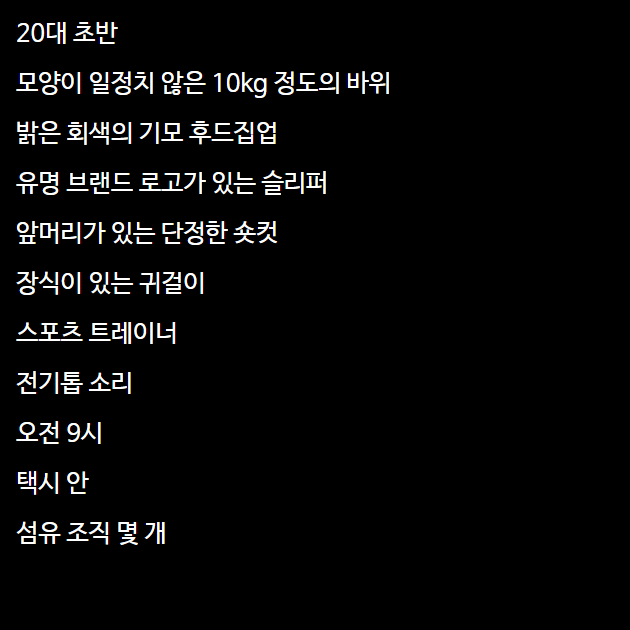 20대 초반
모양이 일정치 않은 10kg 정도의 바위
밝은 회색의 기모 후드집업
유명 브랜드 로고가 있는 슬리퍼
앞머리가 있는 단정한 숏컷
장식이 있는 귀걸이
스포츠 트레이너
전기톱 소리
오전 9시
택시 안
섬유 조직 몇 개